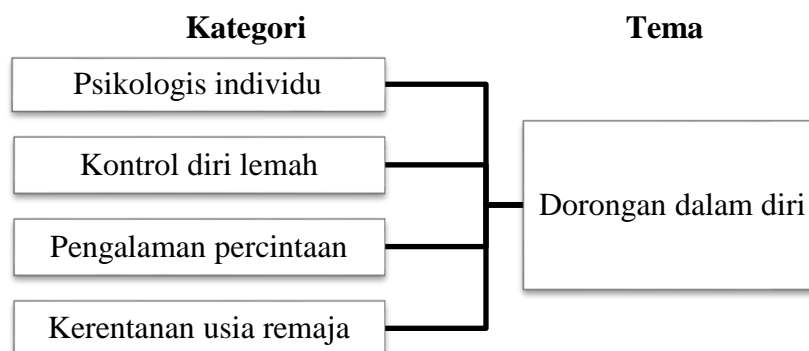 Kategori
Tema
Psikologis individu
Kontrol diri lemah
Pengalaman percintaan
Kerentanan usia remaja
Dorongan dalam diri